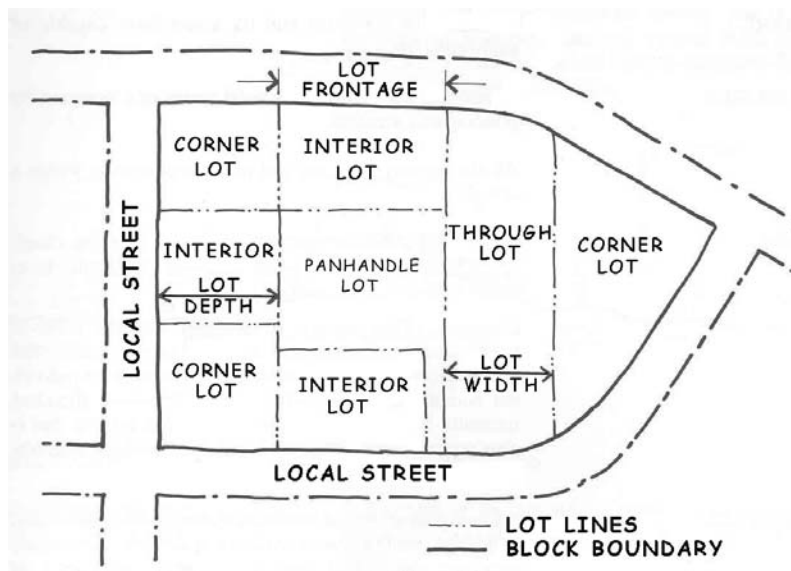 LOT
FRONTAGE
CORNER
LOT
INTERIOR
LOT
LOCAL STREET
INTERIOR
LOT
DEPTH
PANHANDLE
LOT
THROUGH
LOT
CORNER
LOT
CORNER
LOT
INTERIOR
LOT
LOT
WIDTH
LOCAL STREET
LOT LINES
BLOCK BOUNDARY